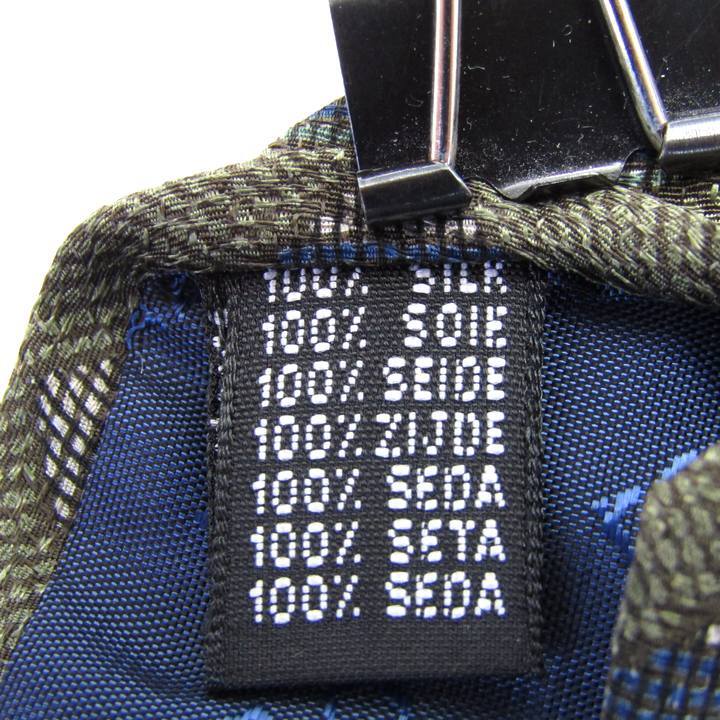 100% SILK
100% SOIE
100% SEIDE
100% ZIJDE
100% SEDA
100% SETA
100% SEDA